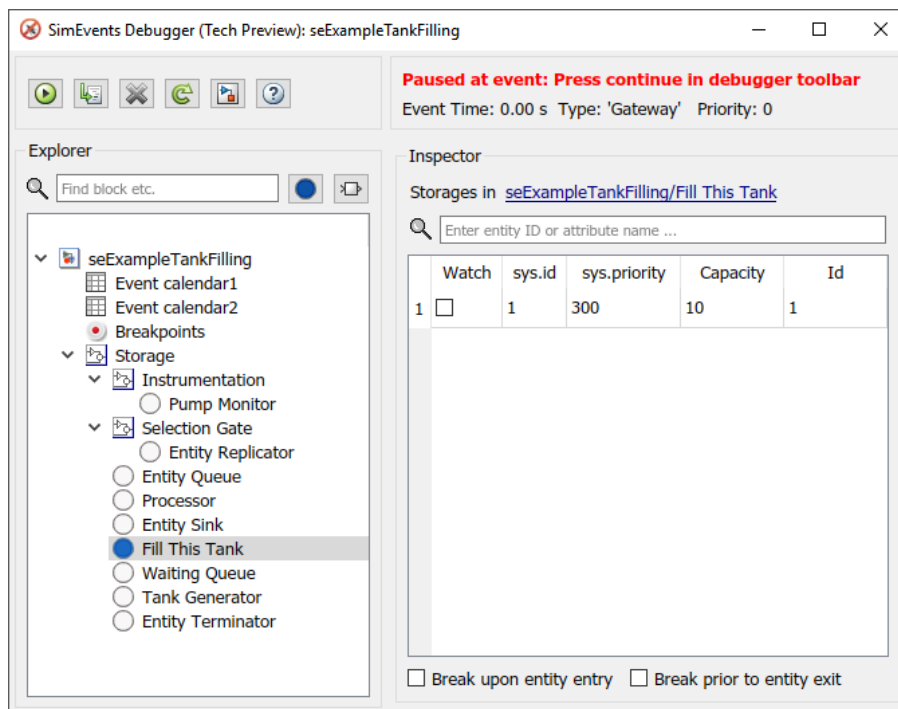 SimEvents Debugger (Tech Preview): seExampleTankFilling
Paused at event: Press continue in debugger toolbar
Event Time: 0.00 s Type: 'Gateway' Priority: 0
Explorer
Find block etc.
seExampleTankFilling
Event calendar1
Event calendar2
Breakpoints
Storage
Instrumentation
Pump Monitor
Selection Gate
Entity Replicator
Entity Queue
Processor
Entity Sink
Fill This Tank
Waiting Queue
Tank Generator
Entity Terminator
Inspector
Storages in seExampleTankFilling/Fill This Tank
Enter entity ID or attribute name ...
Watch sys.id sys.priority Capacity Id
1 1 300 10 1
Break upon entity entry Break prior to entity exit